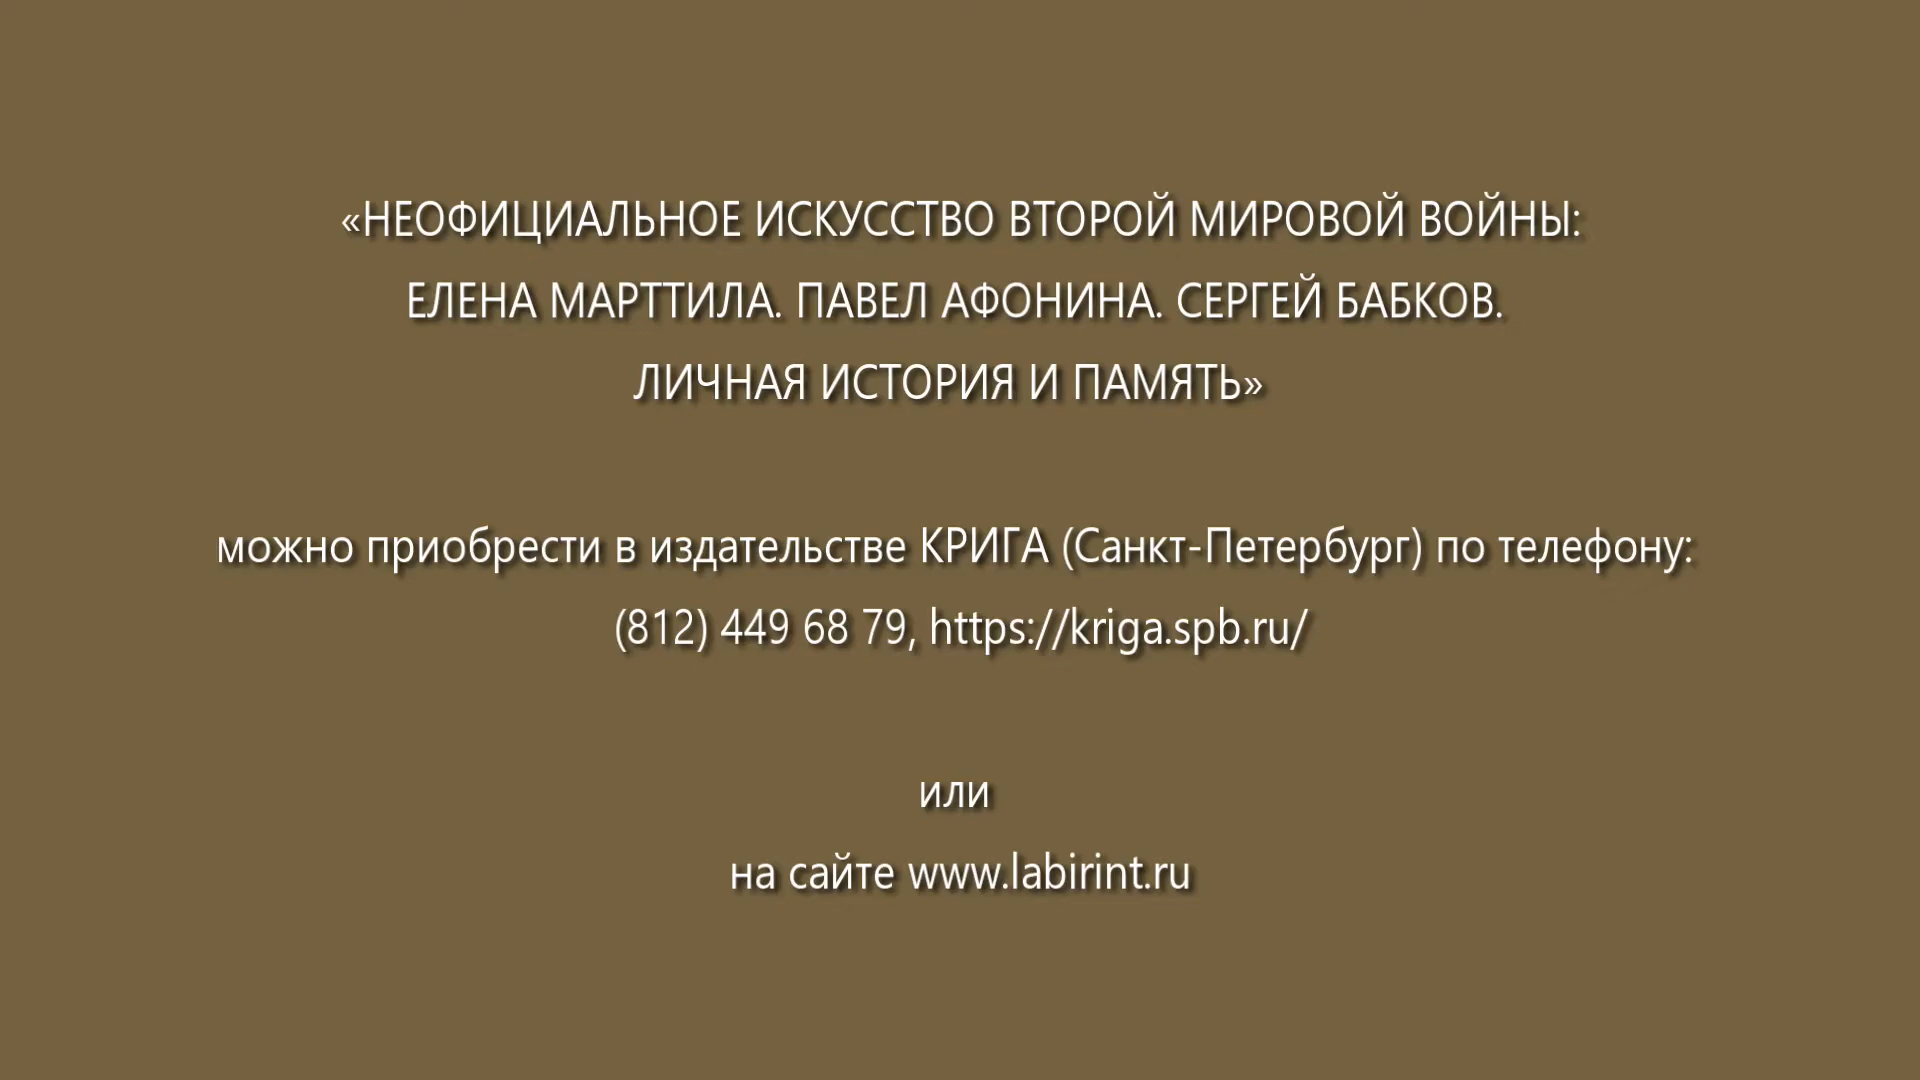 «НЕОФИЦИАЛЬНОЕ ИСКУССТВО ВТОРОЙ МИРОВОЙ ВОЙНЫ:
ЕЛЕНА МАРТТИЛА. ПАВЕЛ АФОНИНА. СЕРГЕЙ БАБКОВ.
ЛИЧНАЯ ИСТОРИЯ И ПАМЯТЬ»
можно приобрести в издательстве КРИГА (Санкт-Петербург) по телефону:
(812) 449 68 79, https://kriga.spb.ru/
или
на сайте www.labirint.ru